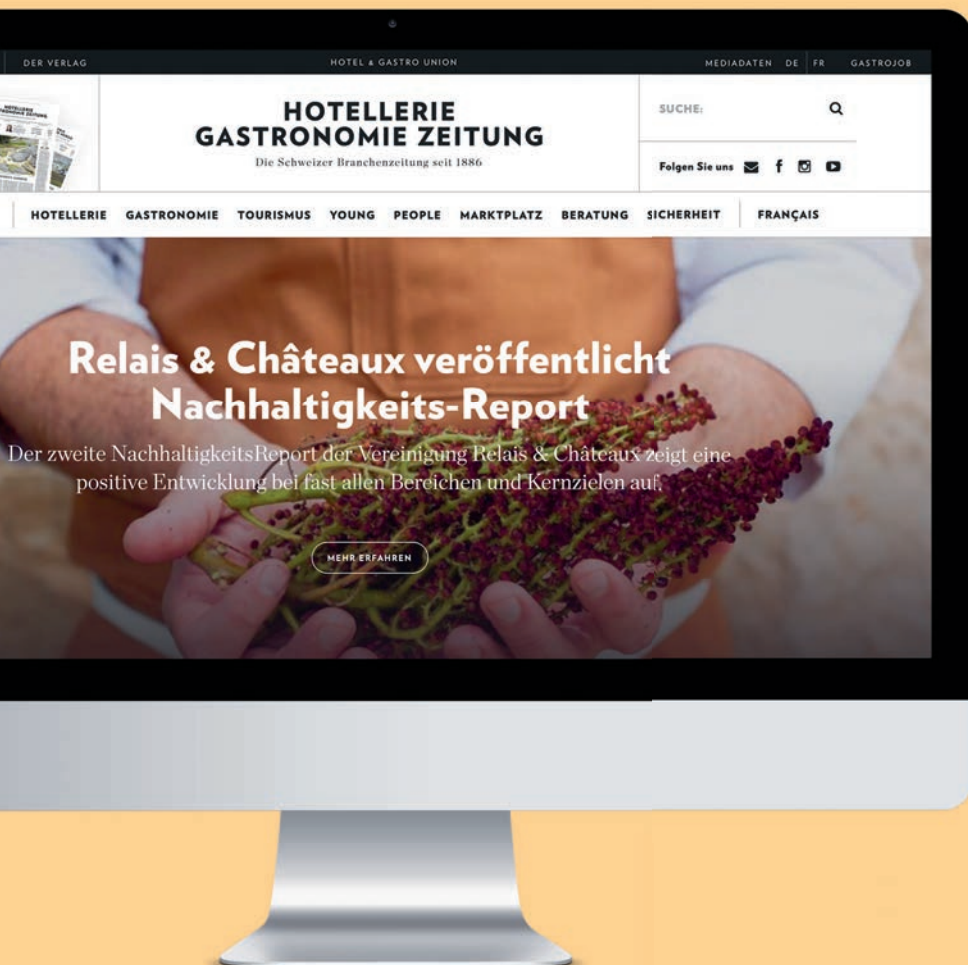 DER VERLAG
HOTEL & GASTRO UNION
MEDIADATEN DE FR GASTROJOB
HOTELLERIE
GASTRONOMIE ZEITUNG
Die Schweizer Branchenzeitung seit 1886
SUCHE:
Folgen Sie uns
HOTELLERIE GASTRONOMIE TOURISMUS YOUNG PEOPLE MARKTPLATZ BERATUNG SICHERHEIT FRANÇAIS
Relais & Châteaux veröffentlicht
Nachhaltigkeits-Report
Der zweite NachhaltigkeitsReport der Vereinigung Relais & Châteaux zeigt eine
positive Entwicklung bei fast allen Bereichen und Kernzielen auf.
MEHR ERFAHREN